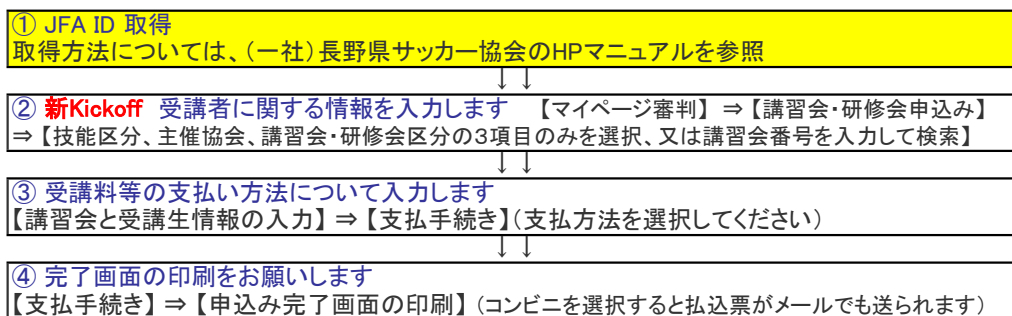 ① JFA ID 取得
取得方法については、（一社）長野県サッカー協会のHPマニュアルを参照
↓ ↓
② 新Kickoff 受講者に関する情報を入力します 【マイページ審判】 ⇒【講習会・研修会申込み】
⇒【技能区分、主催協会、講習会・研修会区分の3項目のみを選択、又は講習会番号を入力して検索】
↓ ↓
③ 受講料等の支払い方法について入力します
【講習会と受講生情報の入力】 ⇒ 【支払手続き】（支払方法を選択してください）
↓ ↓
④ 完了画面の印刷をお願いします
【支払手続き】 ⇒ 【申込み完了画面の印刷】 (コンビニを選択すると払込票がメールでも送られます）